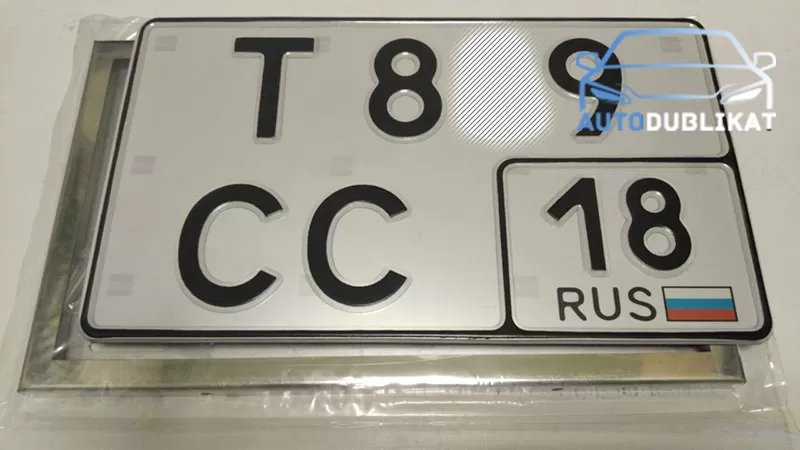 Т 8 9
AUTODUBLIKAT
СС
18
RUS